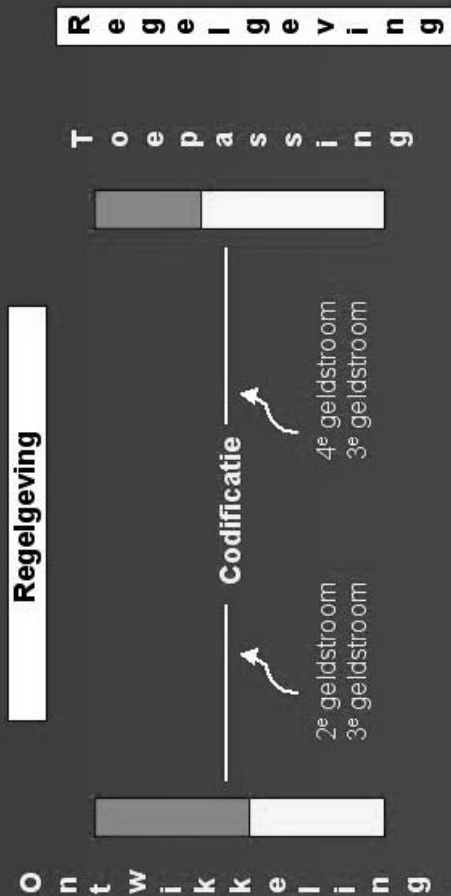 Regelgeving
Ontwikkeling
Codificatie
Toepassing
Regelgeving
2e geldstroom
3e geldstroom
4e geldstroom
3e geldstroom